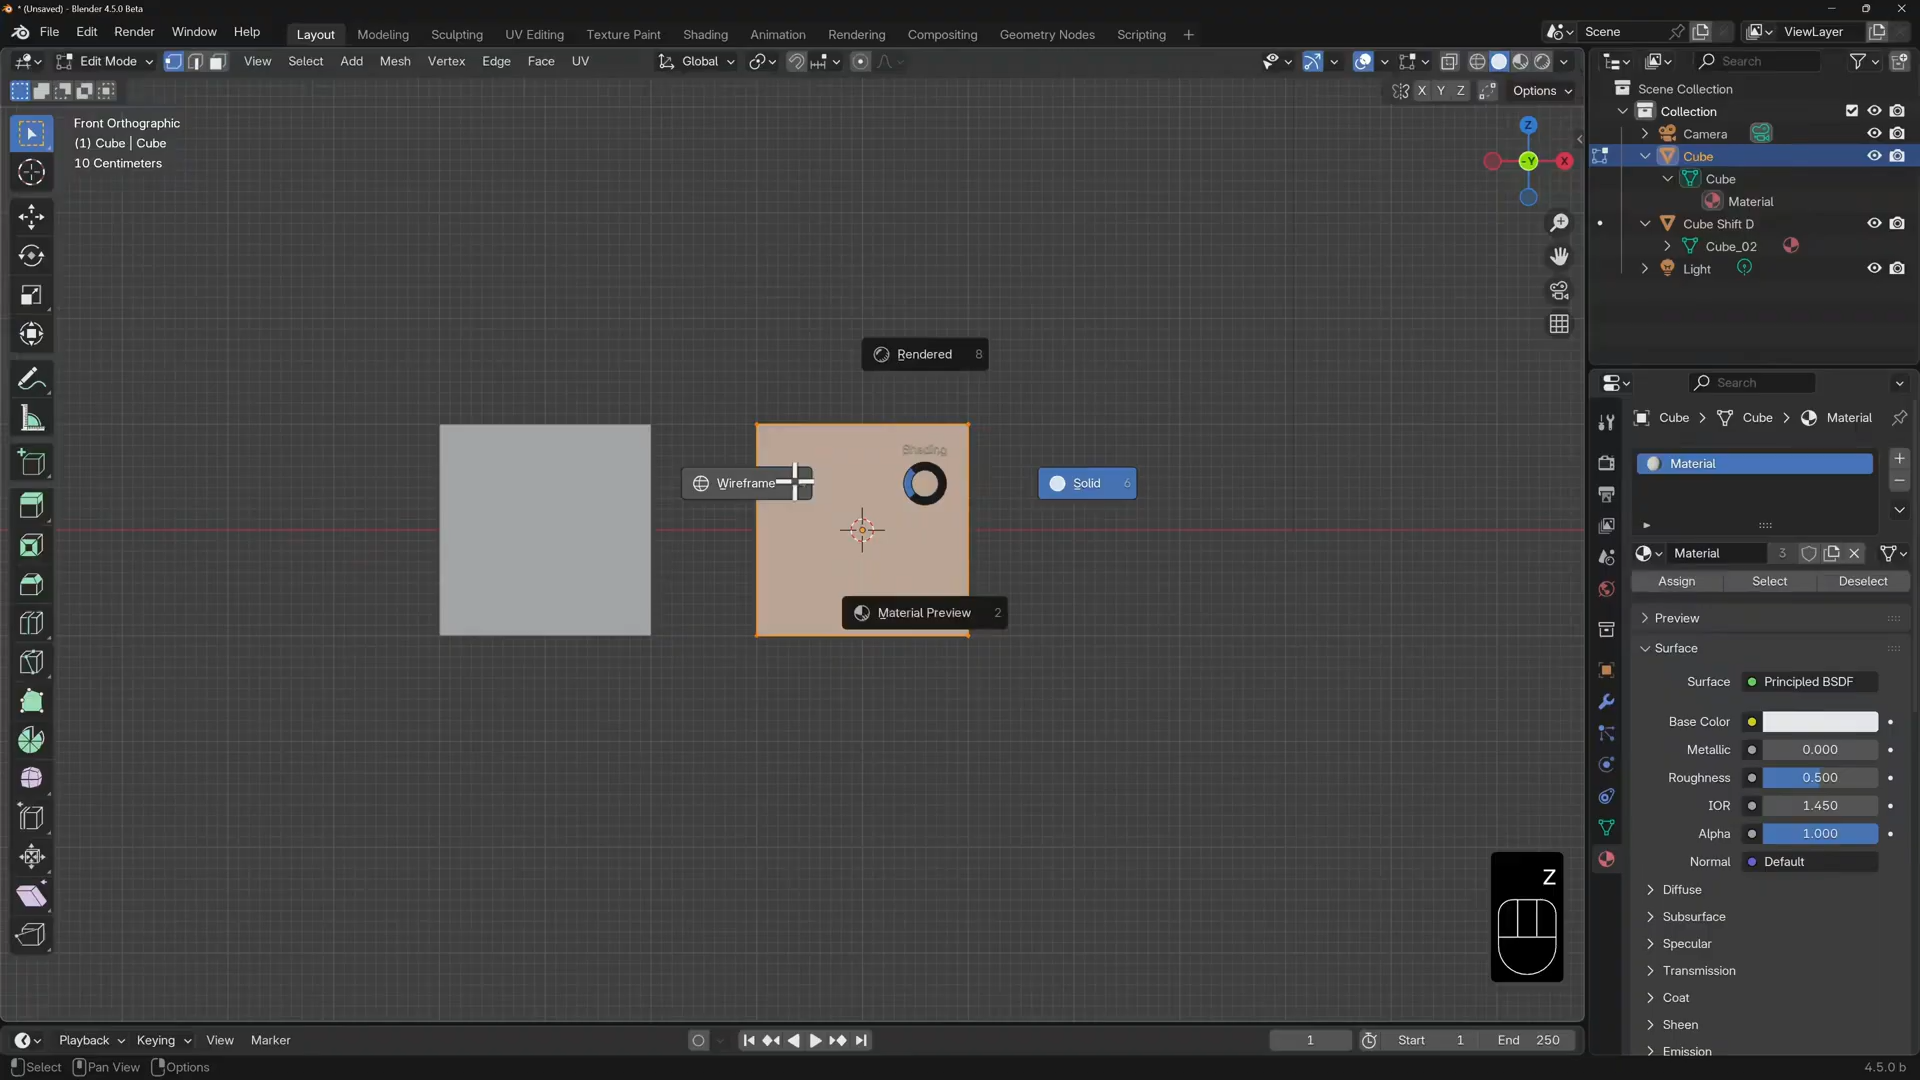 * (Unsaved) - Blender 4.5.0 Beta
File Edit Render Window Help
Layout Modeling Sculpting UV Editing Texture Paint Shading Animation Rendering Compositing Geometry Nodes Scripting +
Scene
ViewLayer
Edit Mode View Select Add Mesh Vertex Edge Face UV
Global
Search
X Y Z Options
Front Orthographic
(1) Cube | Cube
10 Centimeters
Z
-Y
X
Scene Collection
Collection
Camera
Cube
Cube
Material
Cube Shift D
Cube_02
Light
Rendered 8
Shading
Wireframe
Solid 6
Material Preview 2
Search
Cube > Cube > Material
Material
Material 3
Assign Select Deselect
Preview
Surface
Surface Principled BSDF
Base Color
Metallic 0.000
Roughness 0.500
IOR 1.450
Alpha 1.000
Normal Default
Diffuse
Subsurface
Specular
Transmission
Coat
Sheen
Emission
Z
Playback Keying View Marker
1 Start 1 End 250
Select Pan View Options
4.5.0 b